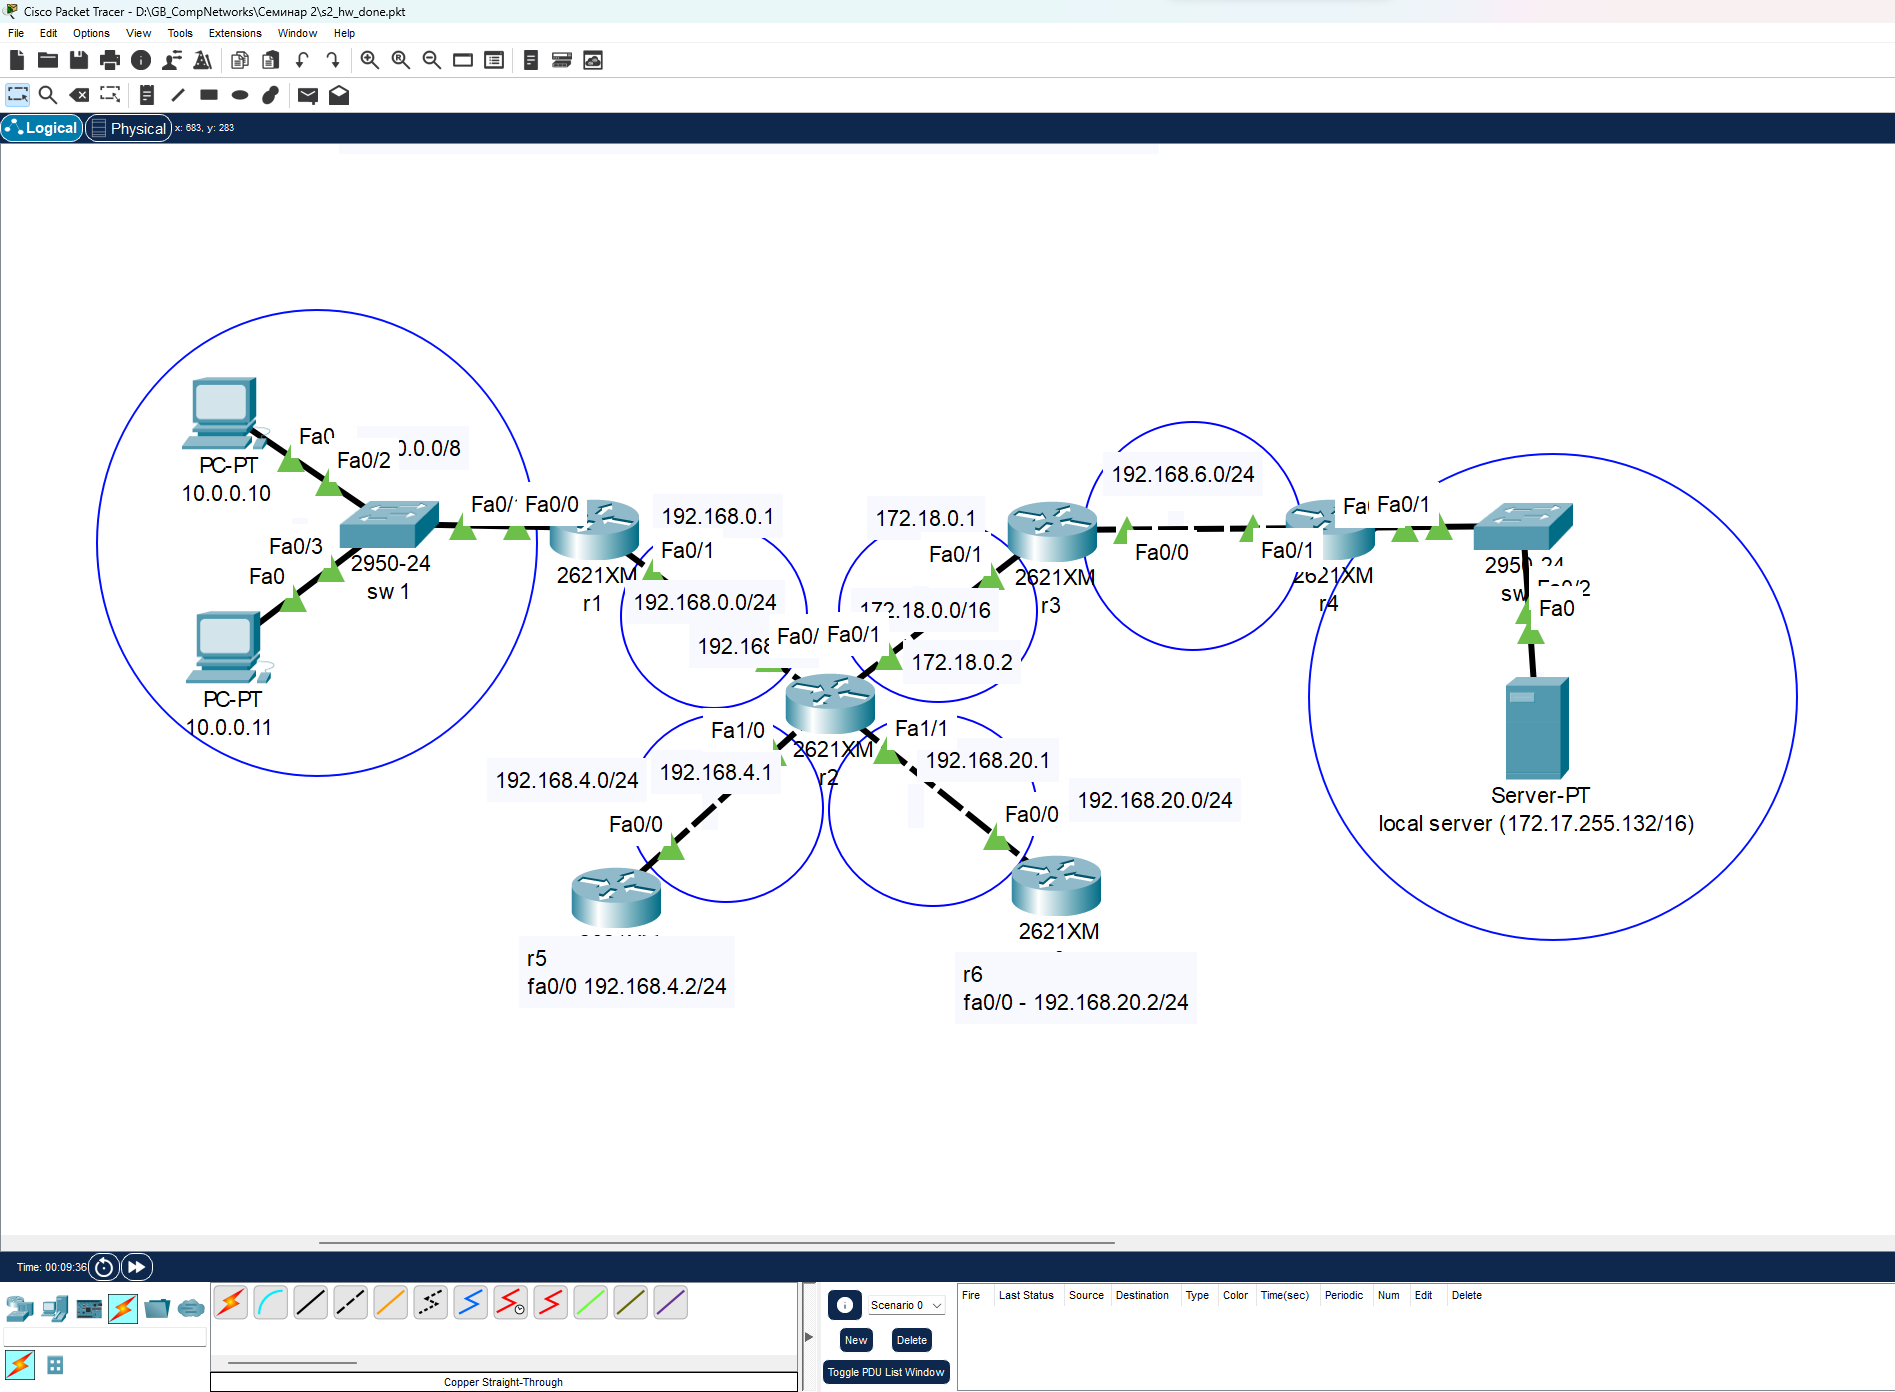 Cisco Packet Tracer - D:\GB_CompNetworks\Семинар 2\s2_hw_done.pkt
File Edit Options View Tools Extensions Window Help
Logical Physical x: 683, y: 283
Fa0
0.0.0/8
Fa0/2
PC-PT
10.0.0.10
Fa0/3
Fa0
2950-24
sw 1
PC-PT
10.0.0.11
Fa0/ Fa0/0
2621XM
r1
192.168.0.1
Fa0/1
192.168.0.0/24
192.168
Fa0/
172.18.0.1
Fa0/1
172.18.0.0/16
Fa0/1
172.18.0.2
2621XM
r3
192.168.6.0/24
Fa0/0
Fa0/1
2621XM
r4
Fa0/1
2950-24
sw
Fa0
Server-PT
local server (172.17.255.132/16)
2621XM
r2
Fa1/0
192.168.4.0/24
192.168.4.1
Fa0/0
r5
fa0/0 192.168.4.2/24
Fa1/1
192.168.20.1
192.168.20.0/24
Fa0/0
2621XM
r6
fa0/0 - 192.168.20.2/24
Time: 00:09:36
Scenario 0
New Delete
Toggle PDU List Window
Copper Straight-Through
Fire Last Status Source Destination Type Color Time(sec) Periodic Num Edit Delete